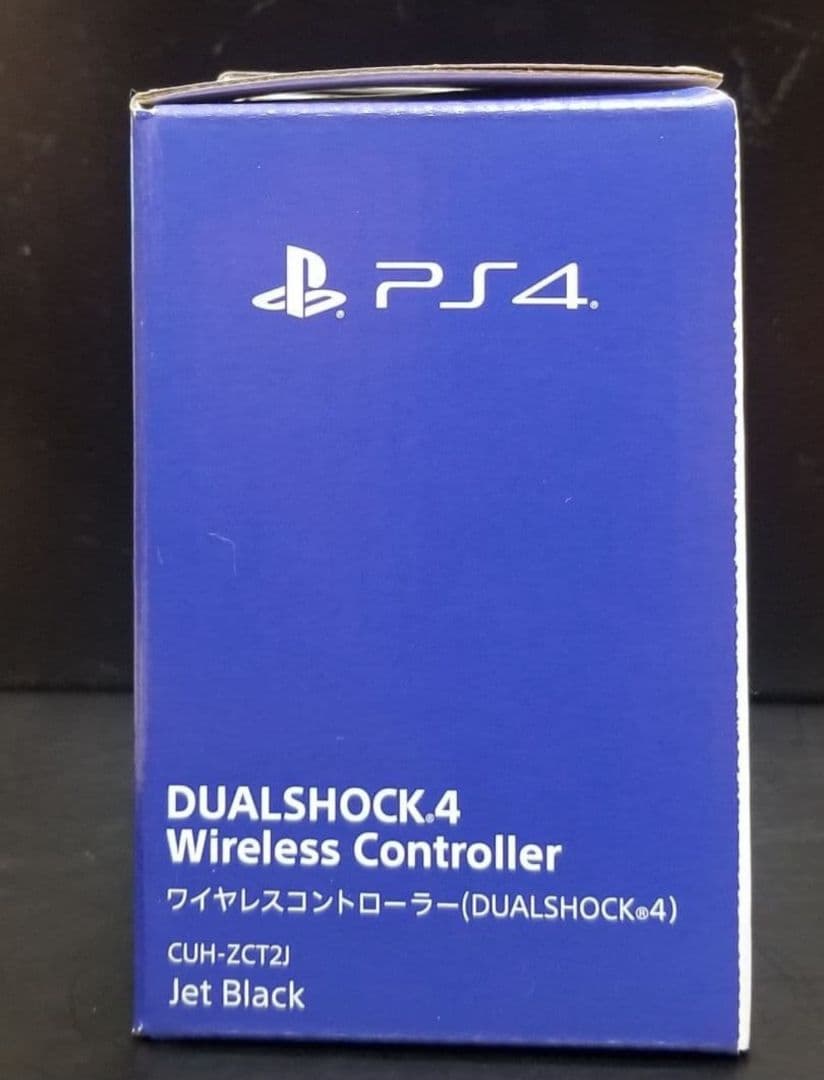 PS4®
DUALSHOCK®4
Wireless Controller
ワイヤレスコントローラー(DUALSHOCK®4)
CUH-ZCT2J
Jet Black